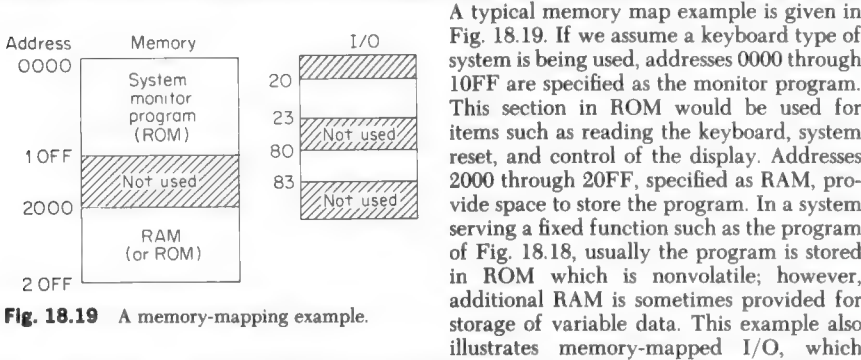 Address
Memory
I/O
0000
System
monitor
program
(ROM)
10FF
Not used
2000
RAM
(or ROM)
20FF
20
23
Not used
80
83
Not used
Fig. 18.19 A memory-mapping example.
A typical memory map example is given in
Fig. 18.19. If we assume a keyboard type of
system is being used, addresses 0000 through
10FF are specified as the monitor program.
This section in ROM would be used for
items such as reading the keyboard, system
reset, and control of the display. Addresses
2000 through 20FF, specified as RAM, pro-
vide space to store the program. In a system
serving a fixed function such as the program
of Fig. 18.18, usually the program is stored
in ROM which is nonvolatile; however,
additional RAM is sometimes provided for
storage of variable data. This example also
illustrates memory-mapped I/O, which